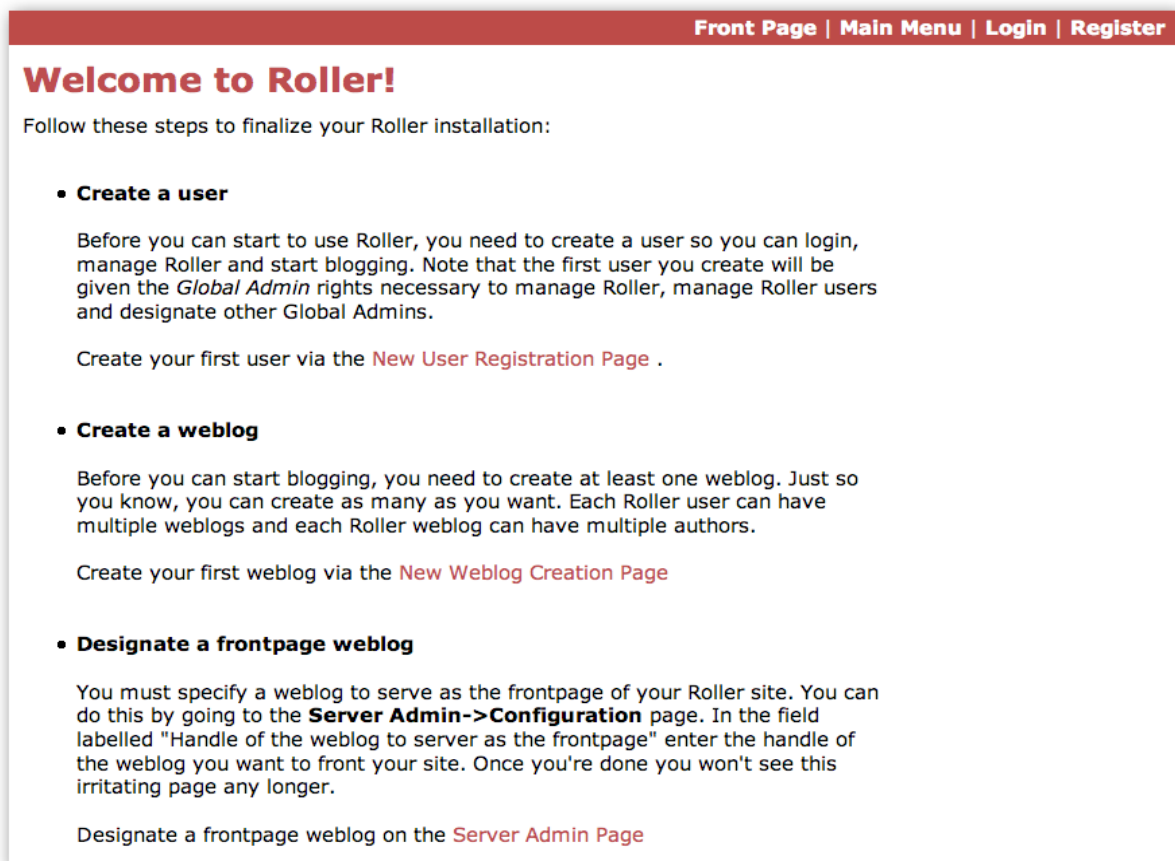 Front Page | Main Menu | Login | Register
Welcome to Roller!
Follow these steps to finalize your Roller installation:
• Create a user
Before you can start to use Roller, you need to create a user so you can login,
manage Roller and start blogging. Note that the first user you create will be
given the Global Admin rights necessary to manage Roller, manage Roller users
and designate other Global Admins.
Create your first user via the New User Registration Page .
• Create a weblog
Before you can start blogging, you need to create at least one weblog. Just so
you know, you can create as many as you want. Each Roller user can have
multiple weblogs and each Roller weblog can have multiple authors.
Create your first weblog via the New Weblog Creation Page
• Designate a frontpage weblog
You must specify a weblog to serve as the frontpage of your Roller site. You can
do this by going to the Server Admin->Configuration page. In the field
labelled "Handle of the weblog to server as the frontpage" enter the handle of
the weblog you want to front your site. Once you're done you won't see this
irritating page any longer.
Designate a frontpage weblog on the Server Admin Page